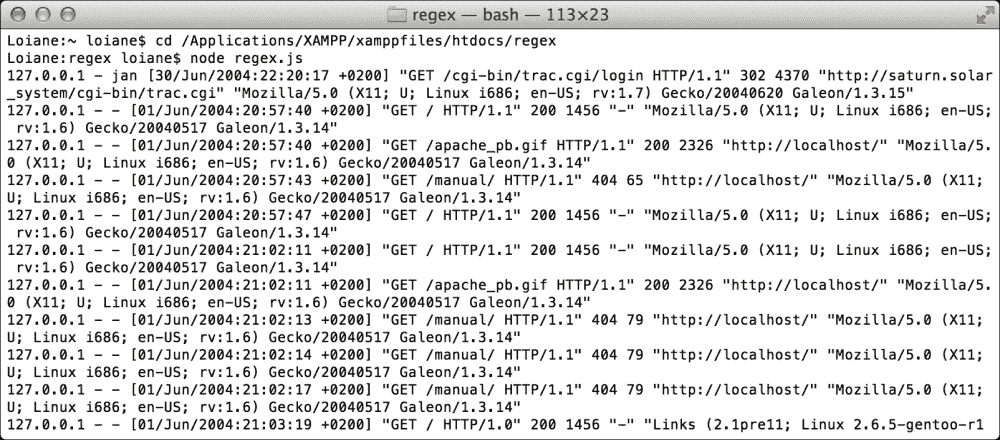 regex — bash — 113×23
Loiane:~ loiane$ cd /Applications/XAMPP/xamppfiles/htdocs/regex
Loiane:regex loiane$ node regex.js
127.0.0.1 - jan [30/Jun/2004:22:20:17 +0200] "GET /cgi-bin/trac.cgi/login HTTP/1.1" 302 4370 "http://saturn.solar
_system/cgi-bin/trac.cgi" "Mozilla/5.0 (X11; U; Linux i686; en-US; rv:1.7) Gecko/20040620 Galeon/1.3.15"
127.0.0.1 - - [01/Jun/2004:20:57:40 +0200] "GET / HTTP/1.1" 200 1456 "-" "Mozilla/5.0 (X11; U; Linux i686; en-US;
 rv:1.6) Gecko/20040517 Galeon/1.3.14"
127.0.0.1 - - [01/Jun/2004:20:57:40 +0200] "GET /apache_pb.gif HTTP/1.1" 200 2326 "http://localhost/" "Mozilla/5.
0 (X11; U; Linux i686; en-US; rv:1.6) Gecko/20040517 Galeon/1.3.14"
127.0.0.1 - - [01/Jun/2004:20:57:43 +0200] "GET /manual/ HTTP/1.1" 404 65 "http://localhost/" "Mozilla/5.0 (X11;
U; Linux i686; en-US; rv:1.6) Gecko/20040517 Galeon/1.3.14"
127.0.0.1 - - [01/Jun/2004:20:57:47 +0200] "GET / HTTP/1.1" 200 1456 "-" "Mozilla/5.0 (X11; U; Linux i686; en-US;
 rv:1.6) Gecko/20040517 Galeon/1.3.14"
127.0.0.1 - - [01/Jun/2004:21:02:11 +0200] "GET / HTTP/1.1" 200 1456 "-" "Mozilla/5.0 (X11; U; Linux i686; en-US;
 rv:1.6) Gecko/20040517 Galeon/1.3.14"
127.0.0.1 - - [01/Jun/2004:21:02:11 +0200] "GET /apache_pb.gif HTTP/1.1" 200 2326 "http://localhost/" "Mozilla/5.
0 (X11; U; Linux i686; en-US; rv:1.6) Gecko/20040517 Galeon/1.3.14"
127.0.0.1 - - [01/Jun/2004:21:02:13 +0200] "GET /manual/ HTTP/1.1" 404 79 "http://localhost/" "Mozilla/5.0 (X11;
U; Linux i686; en-US; rv:1.6) Gecko/20040517 Galeon/1.3.14"
127.0.0.1 - - [01/Jun/2004:21:02:14 +0200] "GET /manual/ HTTP/1.1" 404 79 "http://localhost/" "Mozilla/5.0 (X11;
U; Linux i686; en-US; rv:1.6) Gecko/20040517 Galeon/1.3.14"
127.0.0.1 - - [01/Jun/2004:21:02:17 +0200] "GET /manual/ HTTP/1.1" 404 79 "http://localhost/" "Mozilla/5.0 (X11;
U; Linux i686; en-US; rv:1.6) Gecko/20040517 Galeon/1.3.14"
127.0.0.1 - - [01/Jun/2004:21:03:19 +0200] "GET / HTTP/1.0" 200 1456 "-" "Links (2.1pre11; Linux 2.6.5-gentoo-r1